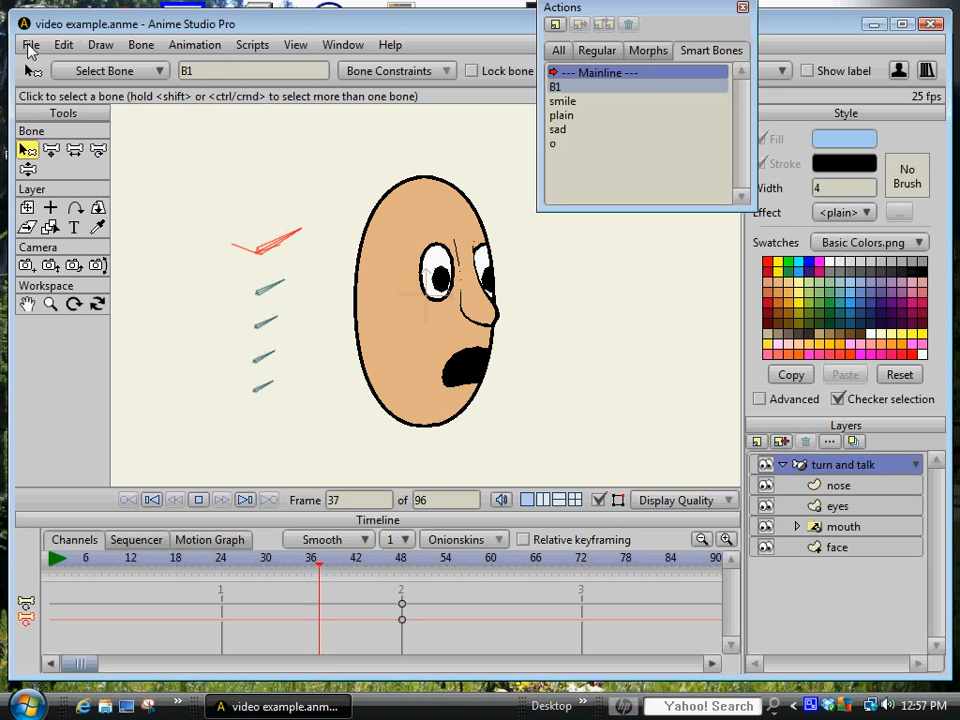 video example.anme - Anime Studio Pro
File Edit Draw Bone Animation Scripts View Window Help
Select Bone B1 Bone Constraints Lock bone Show label
Click to select a bone (hold <shift> or <ctrl/cmd> to select more than one bone) 25 fps
Actions
All Regular Morphs Smart Bones
--- Mainline ---
B1
smile
plain
sad
o
Tools
Bone
Layer
T
Camera
Workspace
Style
Fill
Stroke
No Brush
Width 4
Effect <plain> ...
Swatches Basic Colors.png
Copy Paste Reset
Advanced Checker selection
Layers
...
turn and talk
nose
eyes
mouth
face
Frame 37 of 96 Display Quality
Timeline
Channels Sequencer Motion Graph Smooth 1 Onionskins Relative keyframing
6 12 18 24 30 36 42 48 54 60 66 72 78 84 90
1 2 3
A video example.anm... Desktop » hp Yahoo! Search 12:57 PM